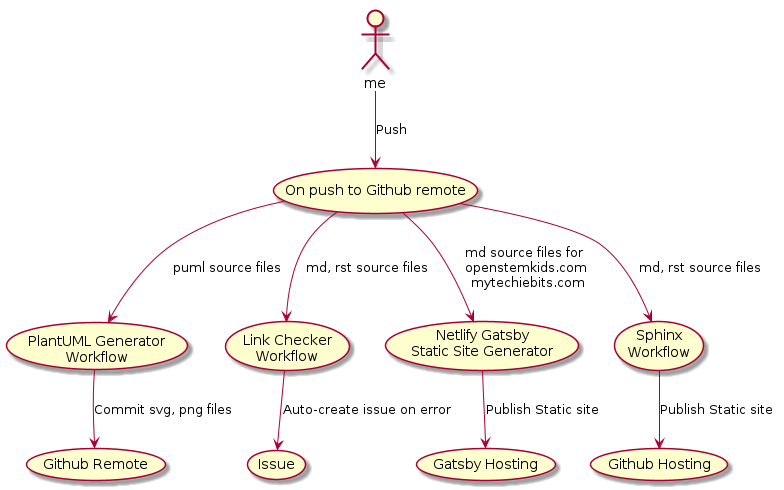 me
Push
On push to Github remote
puml source files
md, rst source files
md source files for
openstemkids.com
mytechiebits.com
md, rst source files
PlantUML Generator
Workflow
Link Checker
Workflow
Netlify Gatsby
Static Site Generator
Sphinx
Workflow
Commit svg, png files
Auto-create issue on error
Publish Static site
Publish Static site
Github Remote
Issue
Gatsby Hosting
Github Hosting